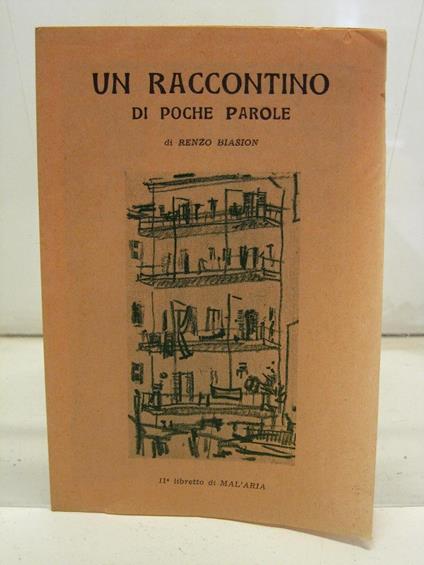 UN RACCONTINO
DI POCHE PAROLE
di RENZO BIASION
II° libretto di MAL'ARIA